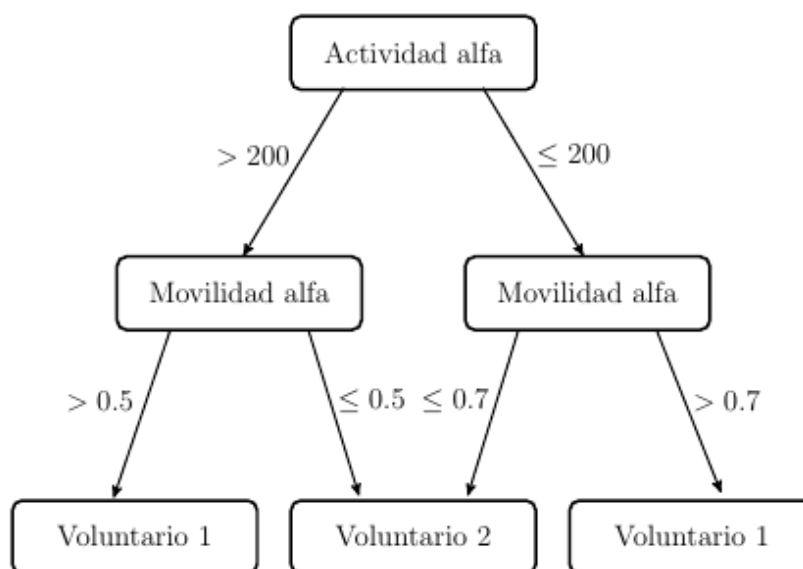 Actividad alfa
> 200
≤ 200
Movilidad alfa
Movilidad alfa
> 0.5
≤ 0.5
≤ 0.7
> 0.7
Voluntario 1
Voluntario 2
Voluntario 1